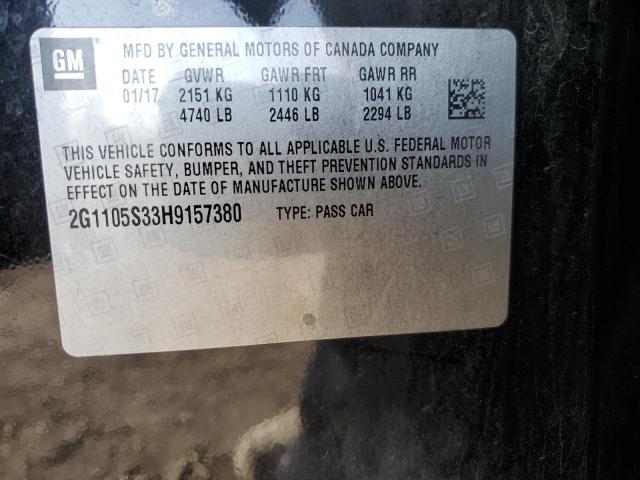 GM MFD BY GENERAL MOTORS OF CANADA COMPANY
DATE GVWR GAWR FRT GAWR RR
01/17 2151 KG 1110 KG 1041 KG
4740 LB 2446 LB 2294 LB
THIS VEHICLE CONFORMS TO ALL APPLICABLE U.S. FEDERAL MOTOR
VEHICLE SAFETY, BUMPER, AND THEFT PREVENTION STANDARDS IN
EFFECT ON THE DATE OF MANUFACTURE SHOWN ABOVE.
2G1105S33H9157380 TYPE: PASS CAR